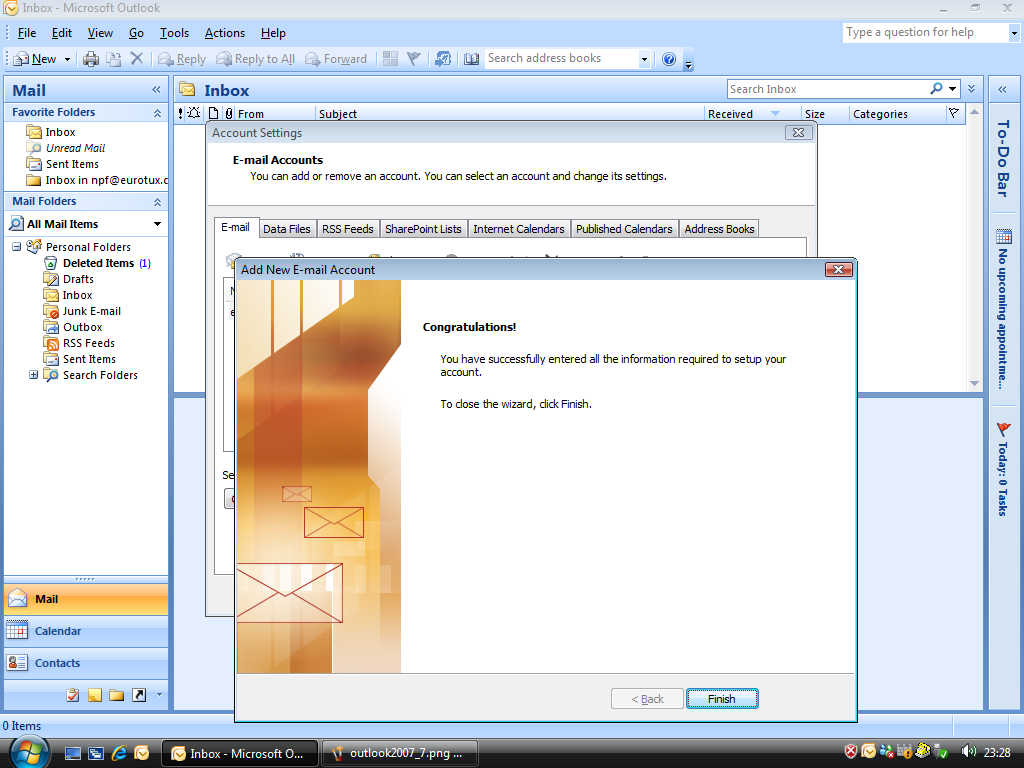 Inbox - Microsoft Outlook
File Edit View Go Tools Actions Help
Type a question for help
New Reply Reply to All Forward Search address books
Mail
Inbox
Search Inbox
Favorite Folders
! From Subject Received Size Categories
Inbox
Unread Mail
Sent Items
Inbox in npf@eurotux.c
Mail Folders
All Mail Items
Personal Folders
Deleted Items (1)
Drafts
Inbox
Junk E-mail
Outbox
RSS Feeds
Sent Items
Search Folders
Mail
Calendar
Contacts
0 Items
Account Settings
E-mail Accounts
You can add or remove an account. You can select an account and change its settings.
E-mail Data Files RSS Feeds SharePoint Lists Internet Calendars Published Calendars Address Books
Se
Add New E-mail Account
Congratulations!
You have successfully entered all the information required to setup your
account.
To close the wizard, click Finish.
< Back Finish
To-Do Bar
No upcoming appointme...
Today: 0 Tasks
Inbox - Microsoft O... outlook2007_7.png ... 23:28